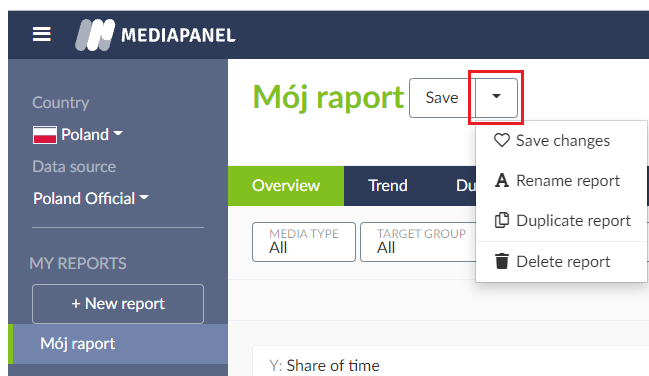 MEDIAPANEL
Country
Poland
Data source
Poland Official
MY REPORTS
+ New report
Mój raport
Mój raport
Save
Save changes
Rename report
Duplicate report
Delete report
Overview
Trend
Du
MEDIA TYPE
All
TARGET GROUP
All
Y: Share of time